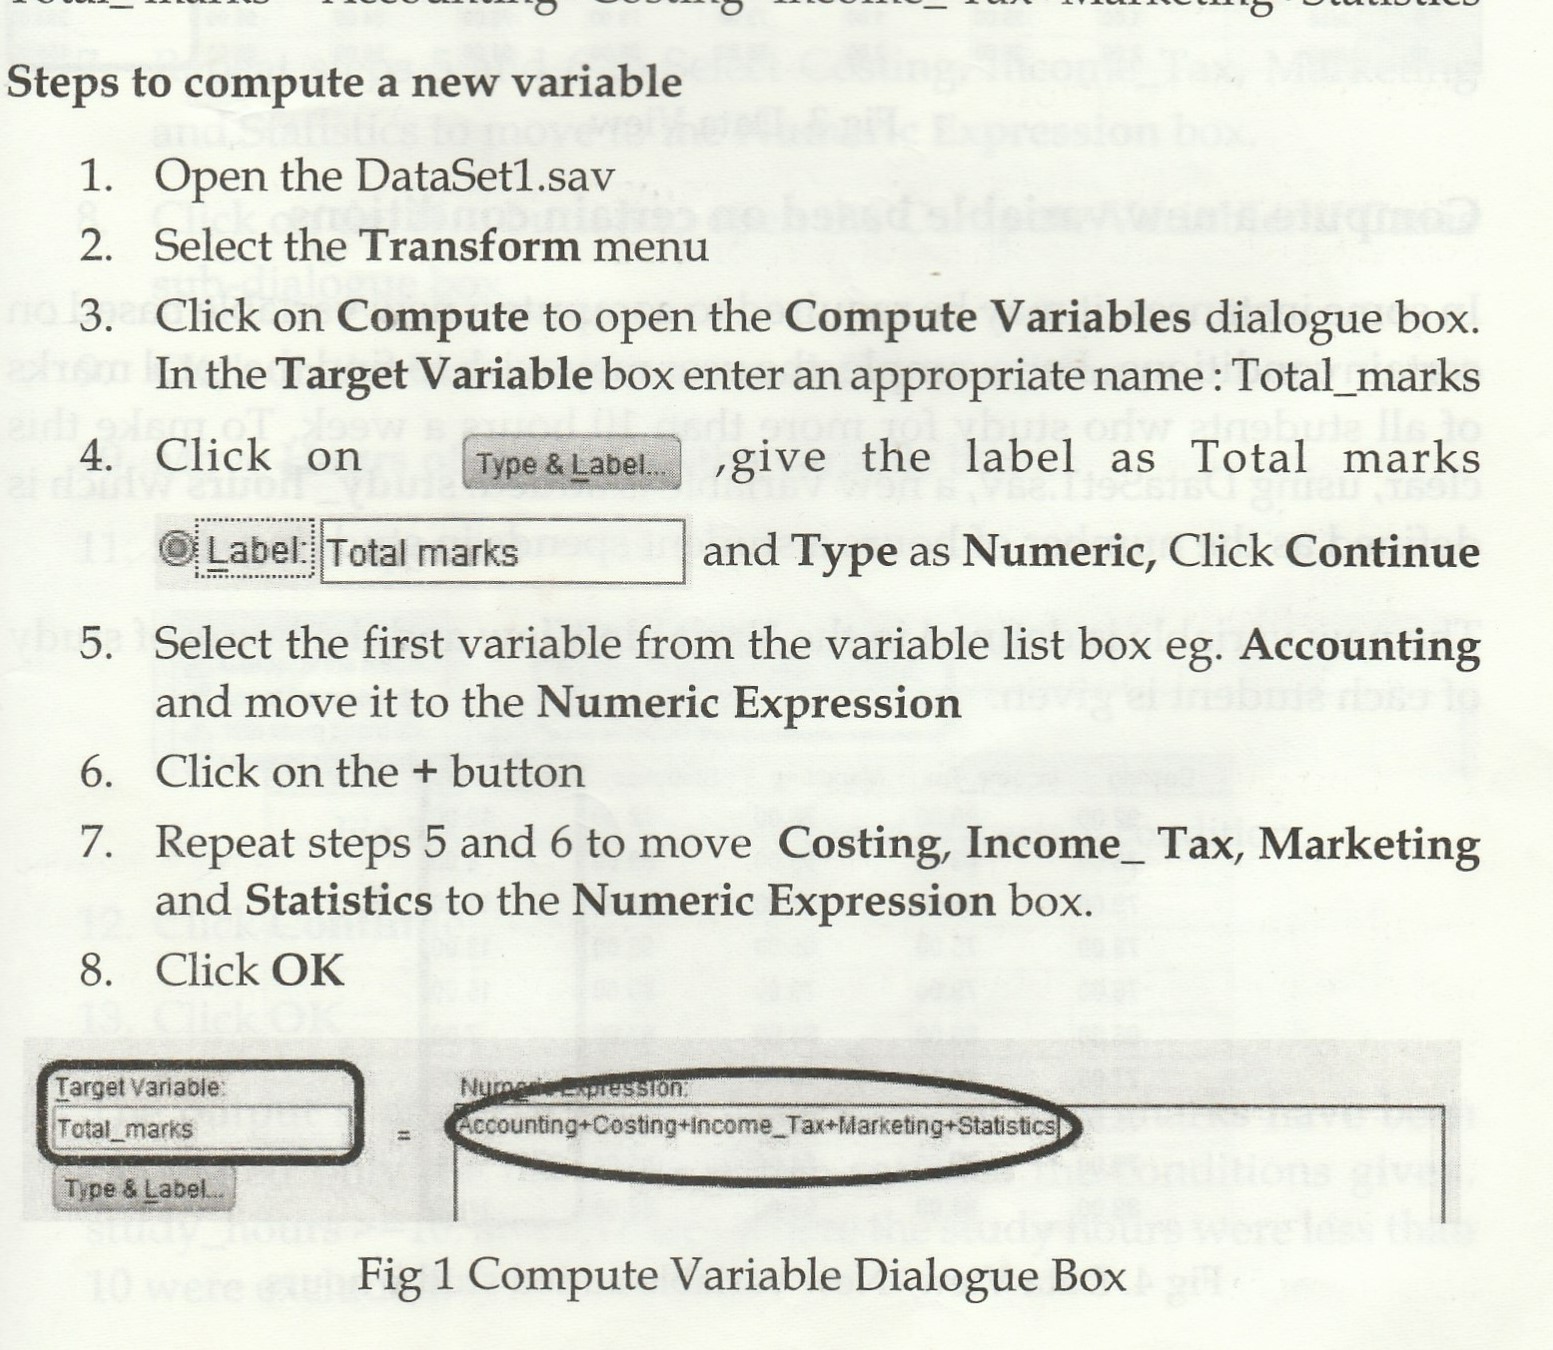 Total_marks Accounting Costing Income_ Tax Marketing Statistics
Steps to compute a new variable
1. Open the DataSet1.sav
2. Select the Transform menu
3. Click on Compute to open the Compute Variables dialogue box.
In the Target Variable box enter an appropriate name : Total_marks
4. Click on Type & Label... ,give the label as Total marks
Label: Total marks and Type as Numeric, Click Continue
5. Select the first variable from the variable list box eg. Accounting
and move it to the Numeric Expression
6. Click on the + button
7. Repeat steps 5 and 6 to move Costing, Income_ Tax, Marketing
and Statistics to the Numeric Expression box.
8. Click OK
Target Variable: Numeric Expression:
Total_marks = Accounting+Costing+Income_Tax+Marketing+Statistics
Type & Label...
Fig 1 Compute Variable Dialogue Box